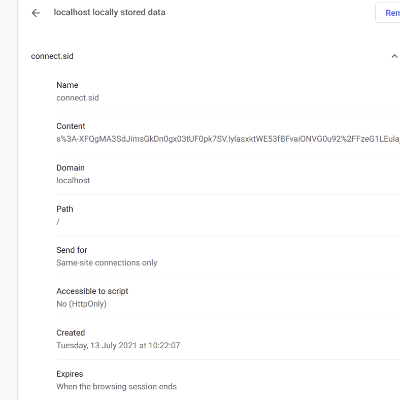 localhost locally stored data
Rem
connect.sid
Name
connect.sid
Content
s%3A-XFQgMA3SdJimsGkDn0gx03tUF0pk7SV.lylasxktWE53fBFvaiONVG0u92%2FFzeG1LEula
Domain
localhost
Path
/
Send for
Same-site connections only
Accessible to script
No (HttpOnly)
Created
Tuesday, 13 July 2021 at 10:22:07
Expires
When the browsing session ends